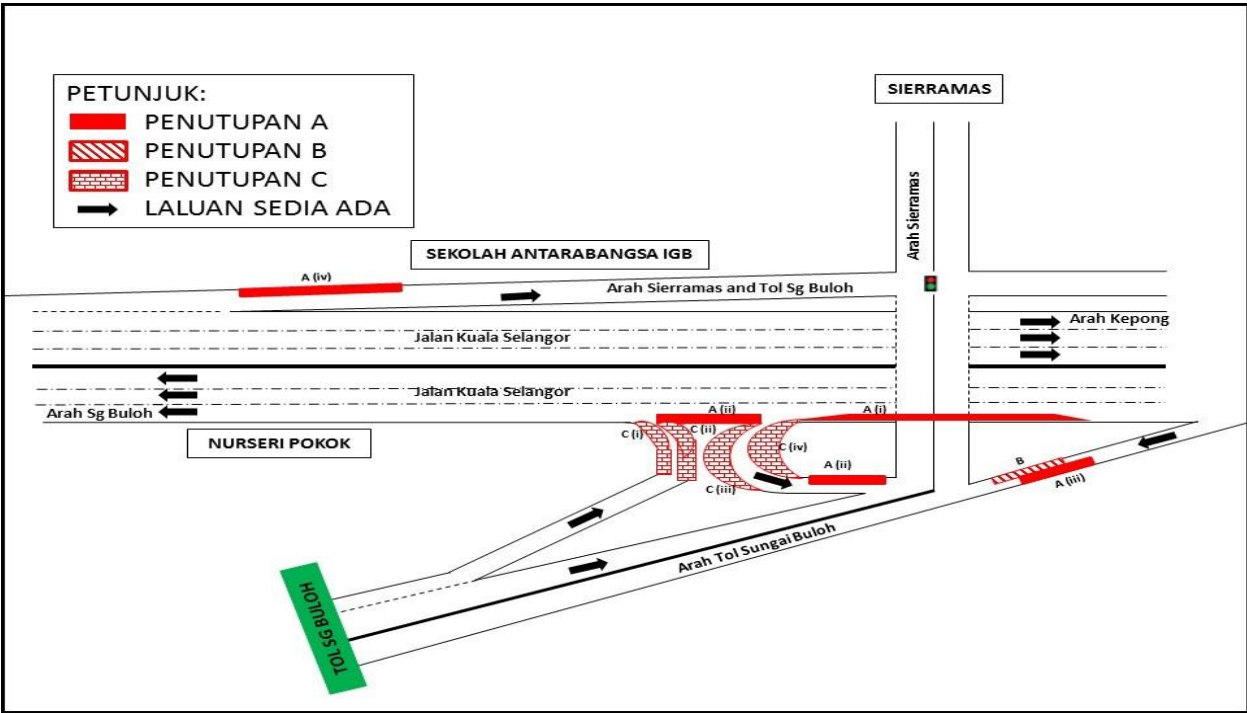 PETUNJUK:
PENUTUPAN A
PENUTUPAN B
PENUTUPAN C
LALUAN SEDIA ADA
SIERRAMAS
Arah Sierramas
SEKOLAH ANTARABANGSA IGB
A (iv)
Arah Sierramas and Tol Sg Buloh
Arah Kepong
Jalan Kuala Selangor
Jalan Kuala Selangor
Arah Sg Buloh
A (ii)
A (i)
NURSERI POKOK
C (i)
C (ii)
C (iv)
A (ii)
B
C (iii)
A (iii)
Arah Tol Sungai Buloh
TOL SG BULOH